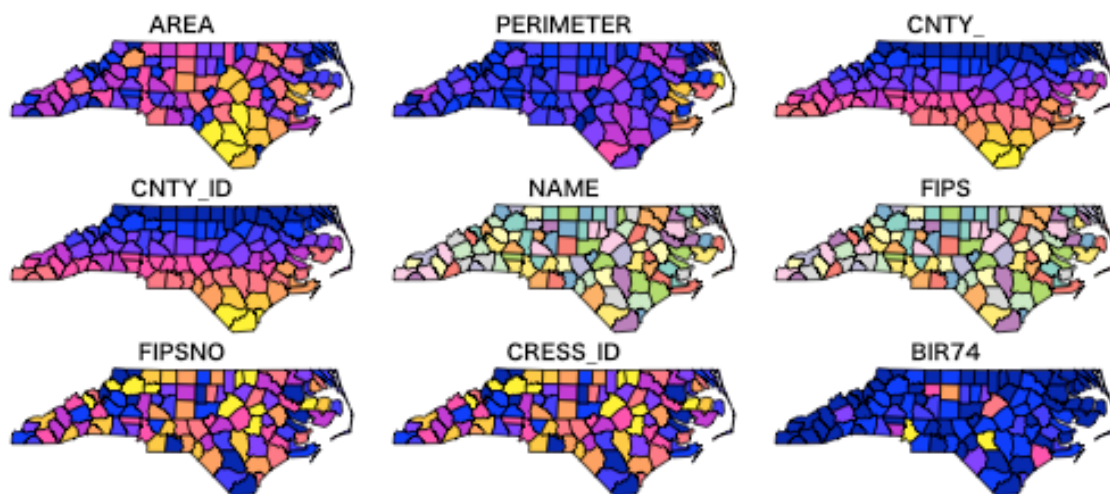 AREA
PERIMETER
CNTY_
CNTY_ID
NAME
FIPS
FIPSNO
CRESS_ID
BIR74